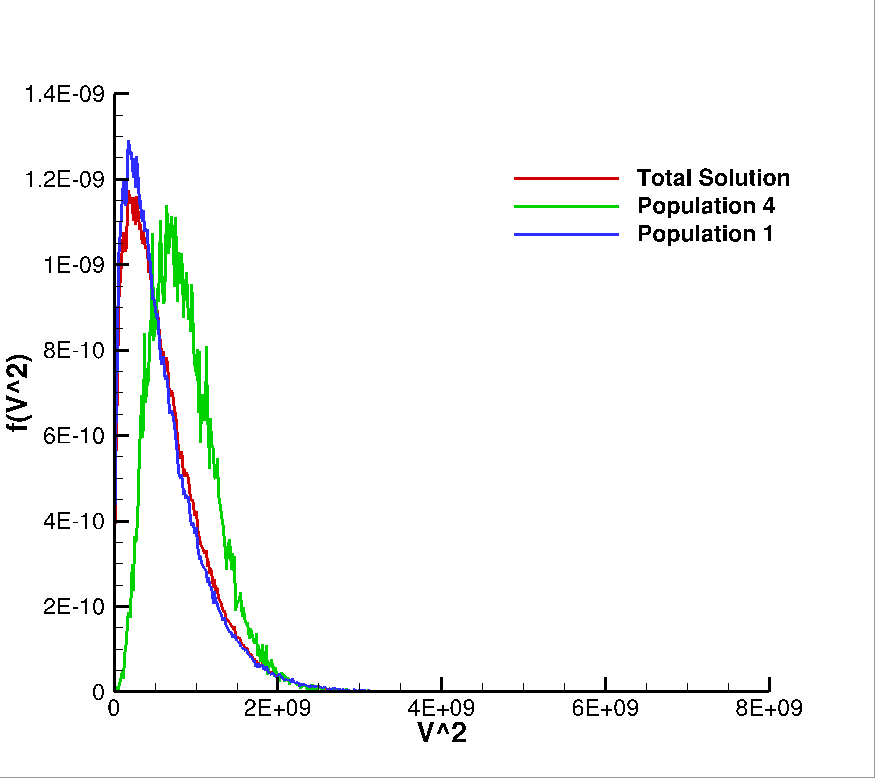 1.4E-09
1.2E-09
1E-09
8E-10
6E-10
4E-10
2E-10
0
f(V^2)
Total Solution
Population 4
Population 1
0
2E+09
4E+09
6E+09
8E+09
V^2